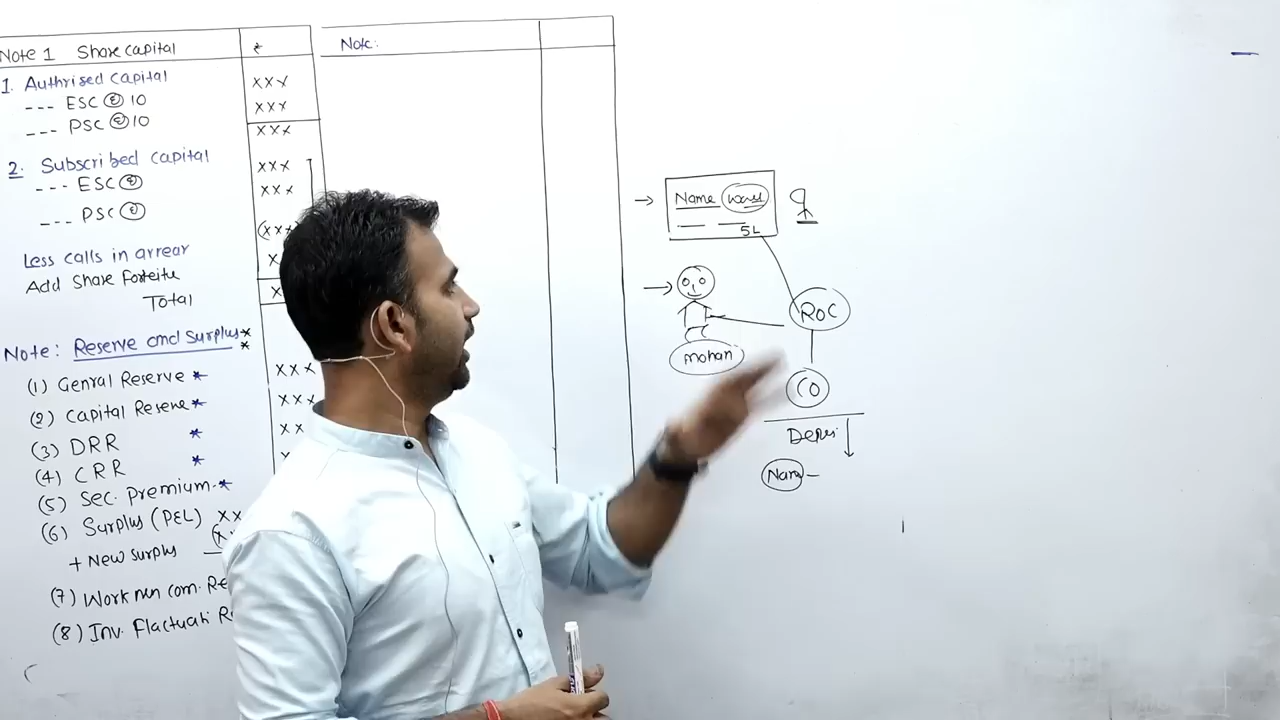 Note 1 Share capital ₹
1. Authrised capital xxx
--- ESC @ 10 xxx
--- PSC @ 10 xxx
2. Subscribed capital xxx
--- ESC @ xxx
--- PSC @ (xx
Less calls in arrear x
Add Share Forfeitu x
Total
Note: Reserve and Surplus *
*
(1) Genral Reserve * xxx
(2) Capital Reserve * xxx
(3) DRR * xx
(4) CRR *
(5) Sec. Premium - *
(6) Surplus (P&L) xx
+ New surplus (x
(7) Work men com. Re
(8) Inv. Flactuati R
Note:
Name
5L
ROC
mohan
CO